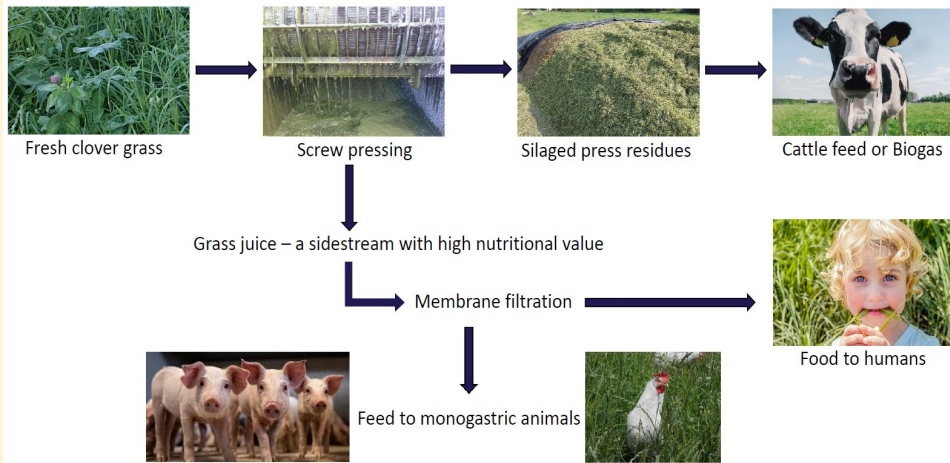 Fresh clover grass
Screw pressing
Silaged press residues
Cattle feed or Biogas
Grass juice – a sidestream with high nutritional value
Membrane filtration
Food to humans
Feed to monogastric animals